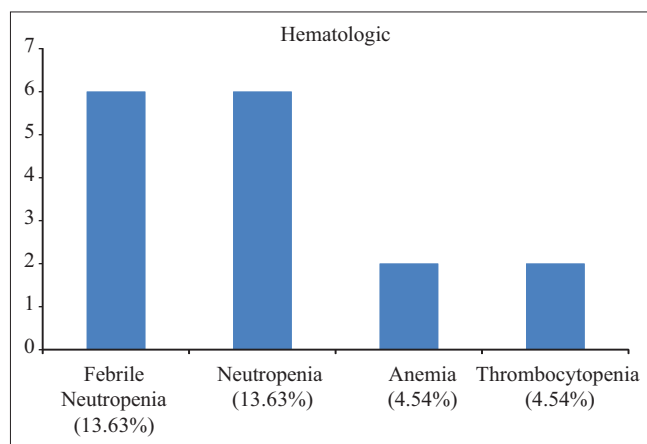 Hematologic
7
6
5
4
3
2
1
0
Febrile
Neutropenia
(13.63%)
Neutropenia
(13.63%)
Anemia
(4.54%)
Thrombocytopenia
(4.54%)